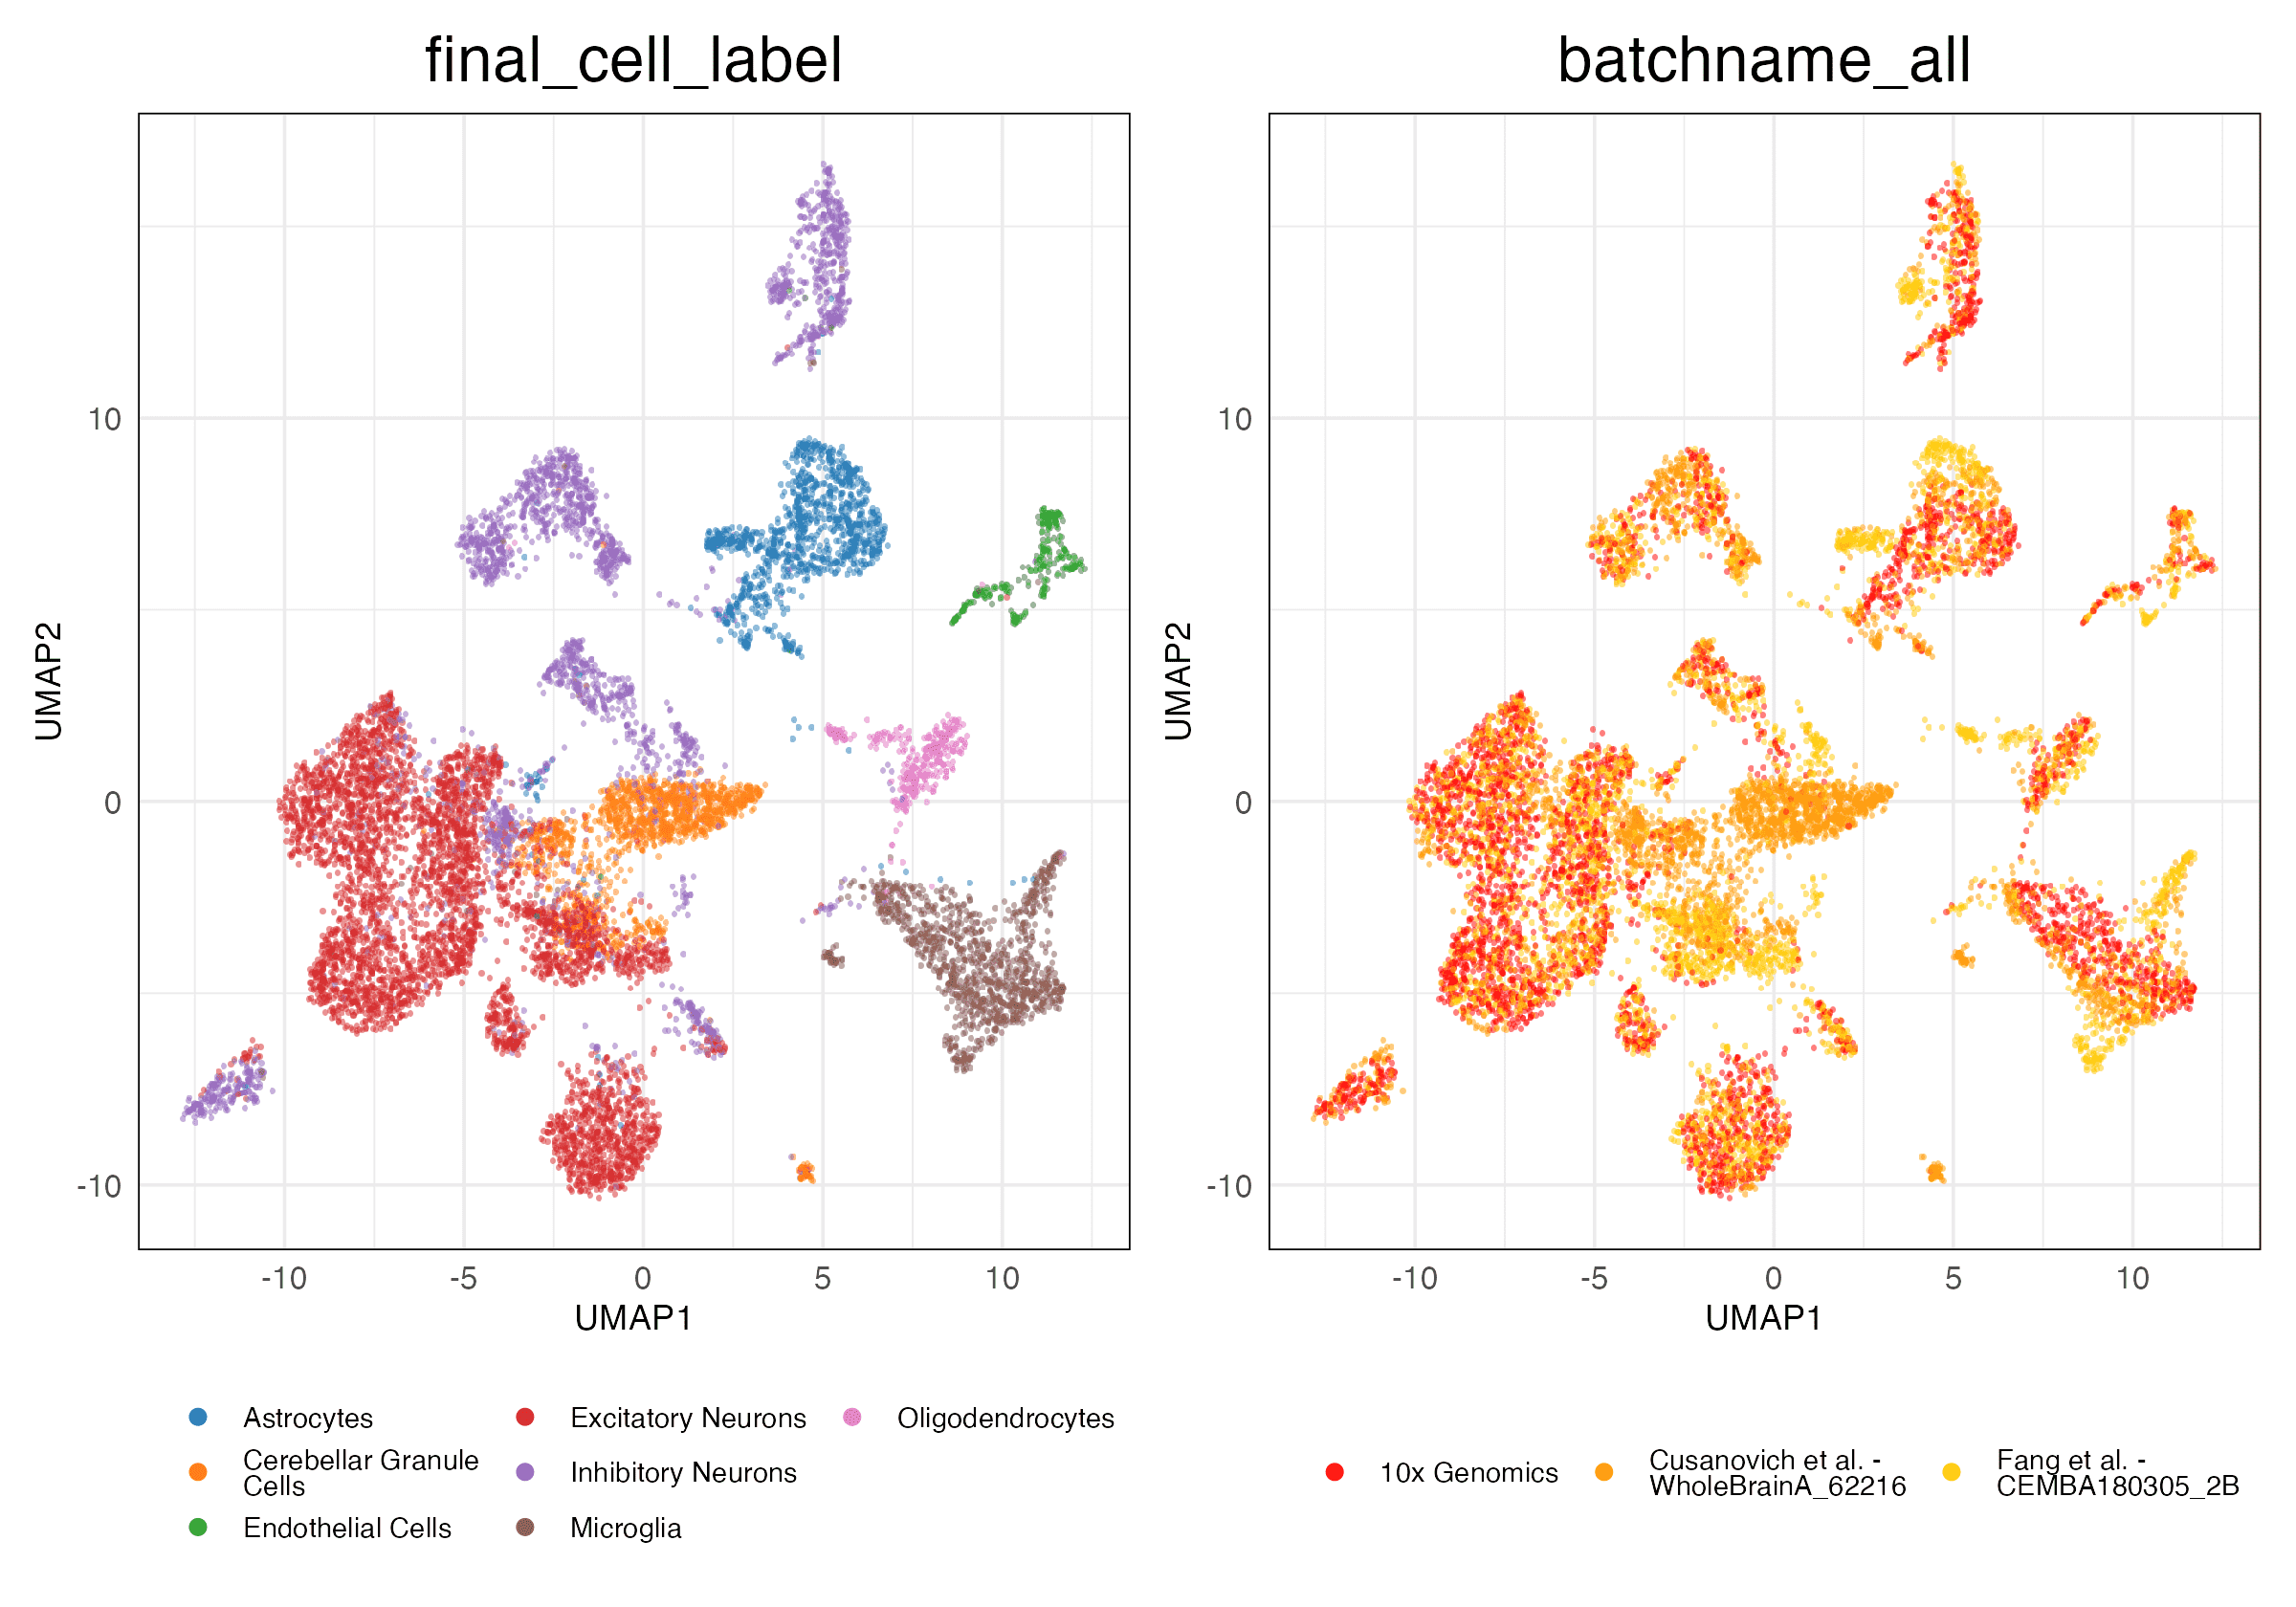 final_cell_label
batchname_all
UMAP2
10
0
-10
-10
-5
0
5
10
UMAP1
UMAP2
10
0
-10
-10
-5
0
5
10
UMAP1
Astrocytes
Cerebellar Granule
Cells
Endothelial Cells
Excitatory Neurons
Inhibitory Neurons
Microglia
Oligodendrocytes
10x Genomics
Cusanovich et al. -
WholeBrainA_62216
Fang et al. -
CEMBA180305_2B